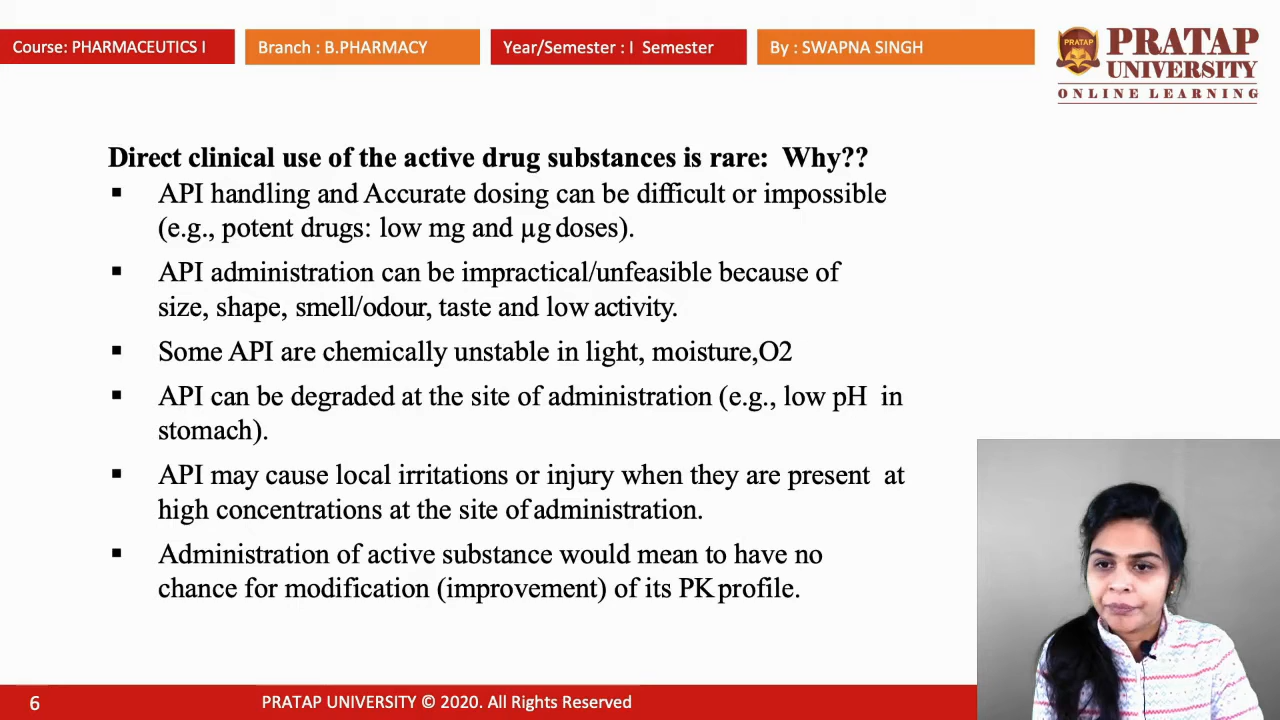 Course: PHARMACEUTICS I
Branch : B.PHARMACY
Year/Semester : I Semester
By : SWAPNA SINGH
PRATAP
PRATAP
UNIVERSITY
ONLINE LEARNING
Direct clinical use of the active drug substances is rare: Why??
▪ API handling and Accurate dosing can be difficult or impossible
(e.g., potent drugs: low mg and µg doses).
▪ API administration can be impractical/unfeasible because of
size, shape, smell/odour, taste and low activity.
▪ Some API are chemically unstable in light, moisture,O2
▪ API can be degraded at the site of administration (e.g., low pH in
stomach).
▪ API may cause local irritations or injury when they are present at
high concentrations at the site of administration.
▪ Administration of active substance would mean to have no
chance for modification (improvement) of its PK profile.
6
PRATAP UNIVERSITY © 2020. All Rights Reserved